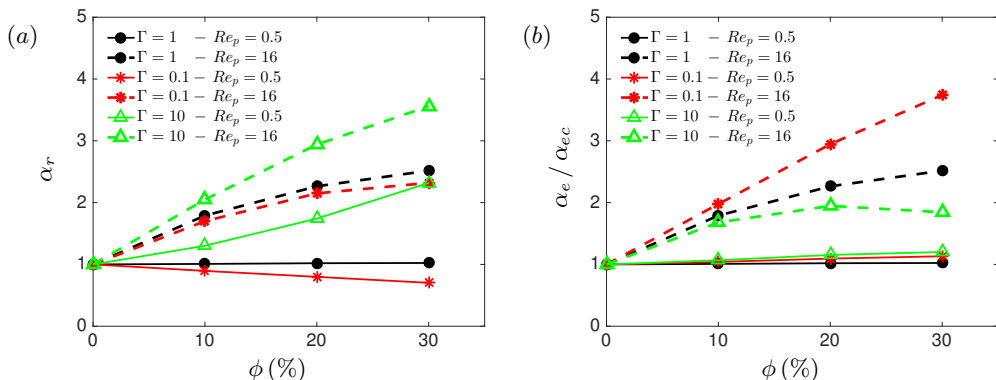 (a)
5
4
3
2
1
0
α_r
Γ = 1 − Re_p = 0.5
Γ = 1 − Re_p = 16
Γ = 0.1 − Re_p = 0.5
Γ = 0.1 − Re_p = 16
Γ = 10 − Re_p = 0.5
Γ = 10 − Re_p = 16
0 10 20 30
ϕ (%)
(b)
5
4
3
2
1
0
α_e / α_ec
Γ = 1 − Re_p = 0.5
Γ = 1 − Re_p = 16
Γ = 0.1 − Re_p = 0.5
Γ = 0.1 − Re_p = 16
Γ = 10 − Re_p = 0.5
Γ = 10 − Re_p = 16
0 10 20 30
ϕ (%)